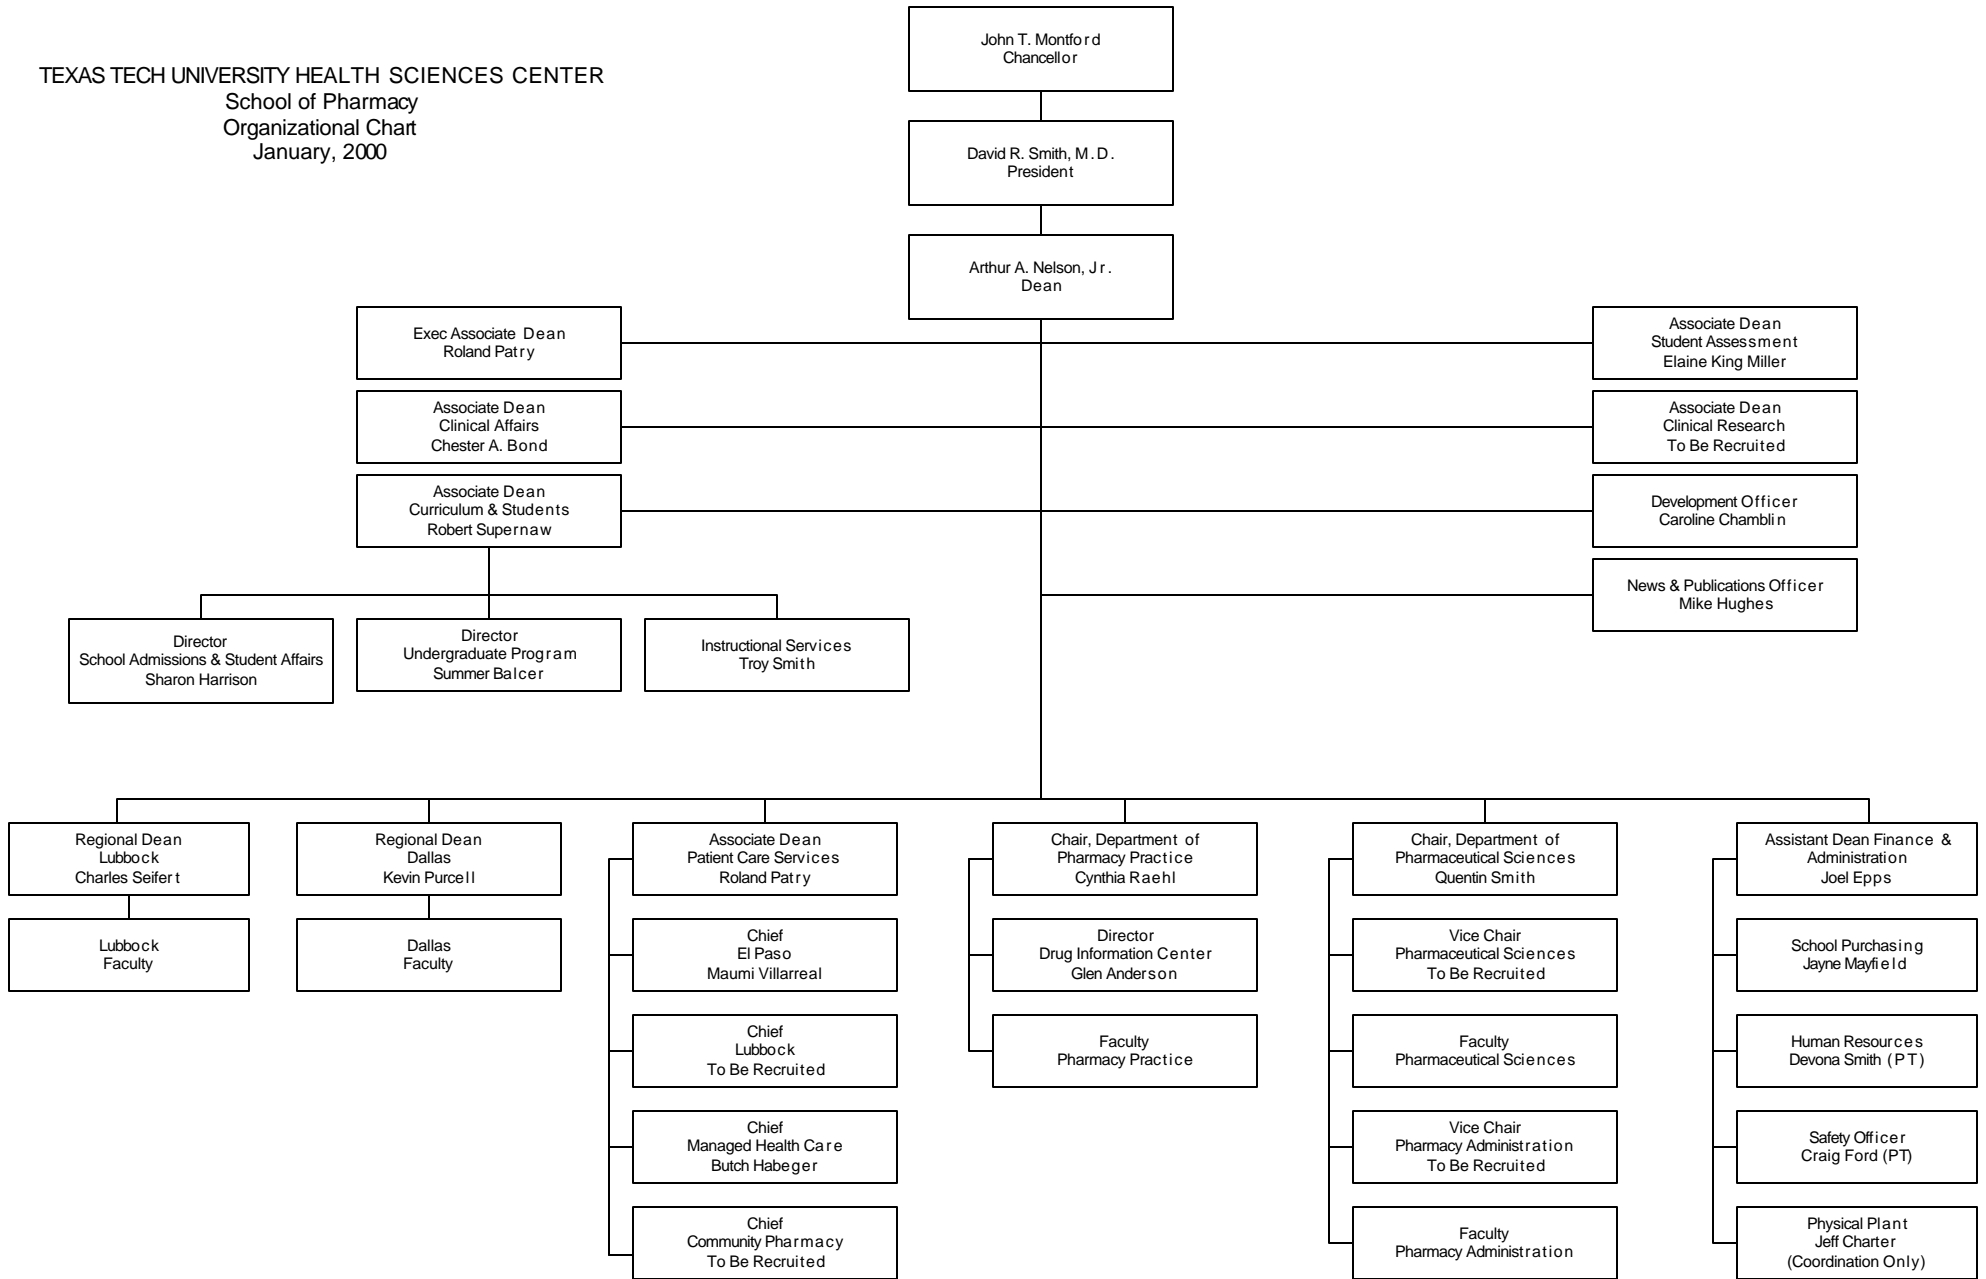 TEXAS TECH UNIVERSITY HEALTH SCIENCES CENTER
School of Pharmacy
Organizational Chart
January, 2000
John T. Montford
Chancellor
David R. Smith, M.D.
President
Arthur A. Nelson, Jr.
Dean
Exec Associate Dean
Roland Patry
Associate Dean
Student Assessment
Elaine King Miller
Associate Dean
Clinical Affairs
Chester A. Bond
Associate Dean
Clinical Research
To Be Recruited
Associate Dean
Curriculum & Students
Robert Supernaw
Development Officer
Caroline Chamblin
News & Publications Officer
Mike Hughes
Director
School Admissions & Student Affairs
Sharon Harrison
Director
Undergraduate Program
Summer Balcer
Instructional Services
Troy Smith
Regional Dean
Lubbock
Charles Seifert
Lubbock
Faculty
Regional Dean
Dallas
Kevin Purcell
Dallas
Faculty
Associate Dean
Patient Care Services
Roland Patry
Chief
El Paso
Maumi Villarreal
Chief
Lubbock
To Be Recruited
Chief
Managed Health Care
Butch Habeger
Chief
Community Pharmacy
To Be Recruited
Chair, Department of
Pharmacy Practice
Cynthia Raehl
Director
Drug Information Center
Glen Anderson
Faculty
Pharmacy Practice
Chair, Department of
Pharmaceutical Sciences
Quentin Smith
Vice Chair
Pharmaceutical Sciences
To Be Recruited
Faculty
Pharmaceutical Sciences
Vice Chair
Pharmacy Administration
To Be Recruited
Faculty
Pharmacy Administration
Assistant Dean Finance &
Administration
Joel Epps
School Purchasing
Jayne Mayfield
Human Resources
Devona Smith (PT)
Safety Officer
Craig Ford (PT)
Physical Plant
Jeff Charter
(Coordination Only)